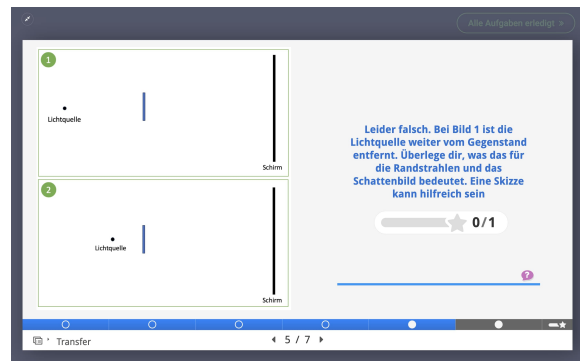 Alle Aufgaben erledigt >
1
Lichtquelle
Schirm
2
Lichtquelle
Schirm
Leider falsch. Bei Bild 1 ist die
Lichtquelle weiter vom Gegenstand
entfernt. Überlege dir, was das für
die Randstrahlen und das
Schattenbild bedeutet. Eine Skizze
kann hilfreich sein
0/1
?
Transfer
5 / 7